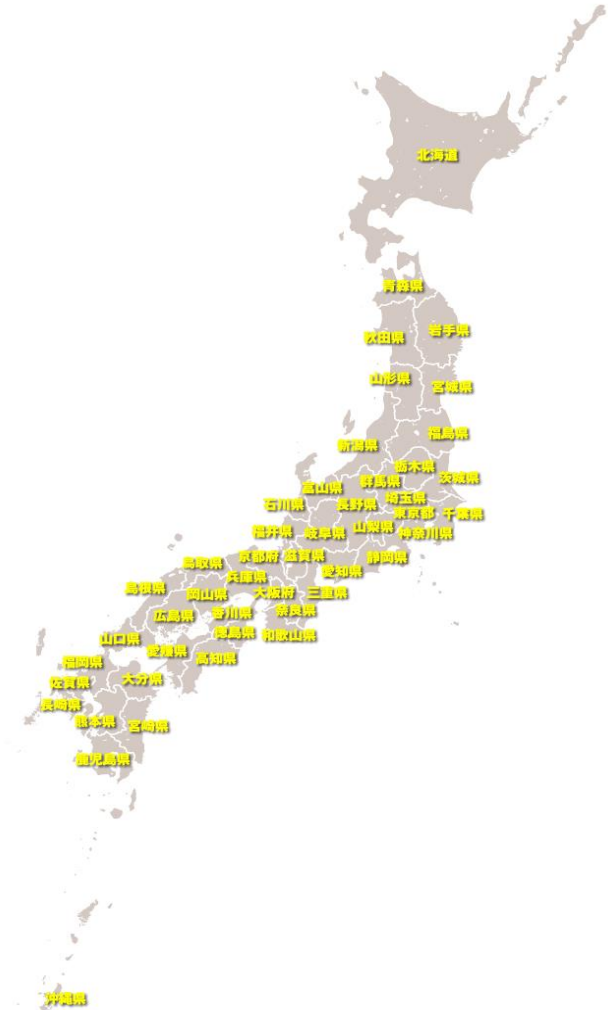 北海道
青森県
秋田県
岩手県
山形県
宮城県
福島県
新潟県
栃木県
茨城県
群馬県
富山県
埼玉県
石川県
長野県
東京都
千葉県
山梨県
神奈川県
福井県
岐阜県
京都府
滋賀県
静岡県
鳥取県
愛知県
兵庫県
島根県
岡山県
大阪府
三重県
広島県
香川県
奈良県
徳島県
和歌山県
山口県
愛媛県
高知県
福岡県
佐賀県
大分県
長崎県
熊本県
宮崎県
鹿児島県
沖縄県